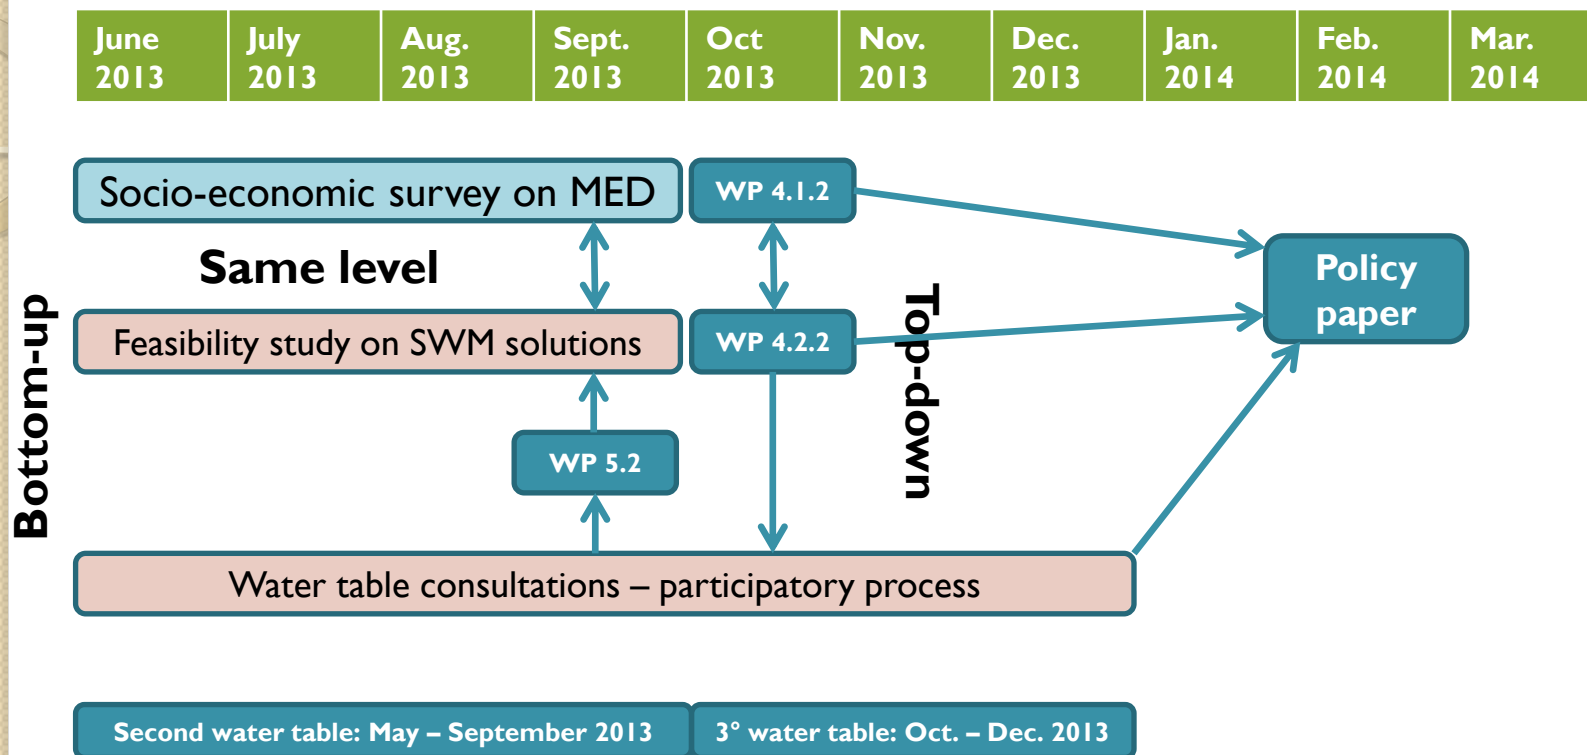 June
2013
July
2013
Aug.
2013
Sept.
2013
Oct
2013
Nov.
2013
Dec.
2013
Jan.
2014
Feb.
2014
Mar.
2014
Socio-economic survey on MED
WP 4.1.2
Same level
Policy
paper
Bottom-up
Feasibility study on SWM solutions
WP 4.2.2
Top-down
WP 5.2
Water table consultations – participatory process
Second water table: May – September 2013
3° water table: Oct. – Dec. 2013